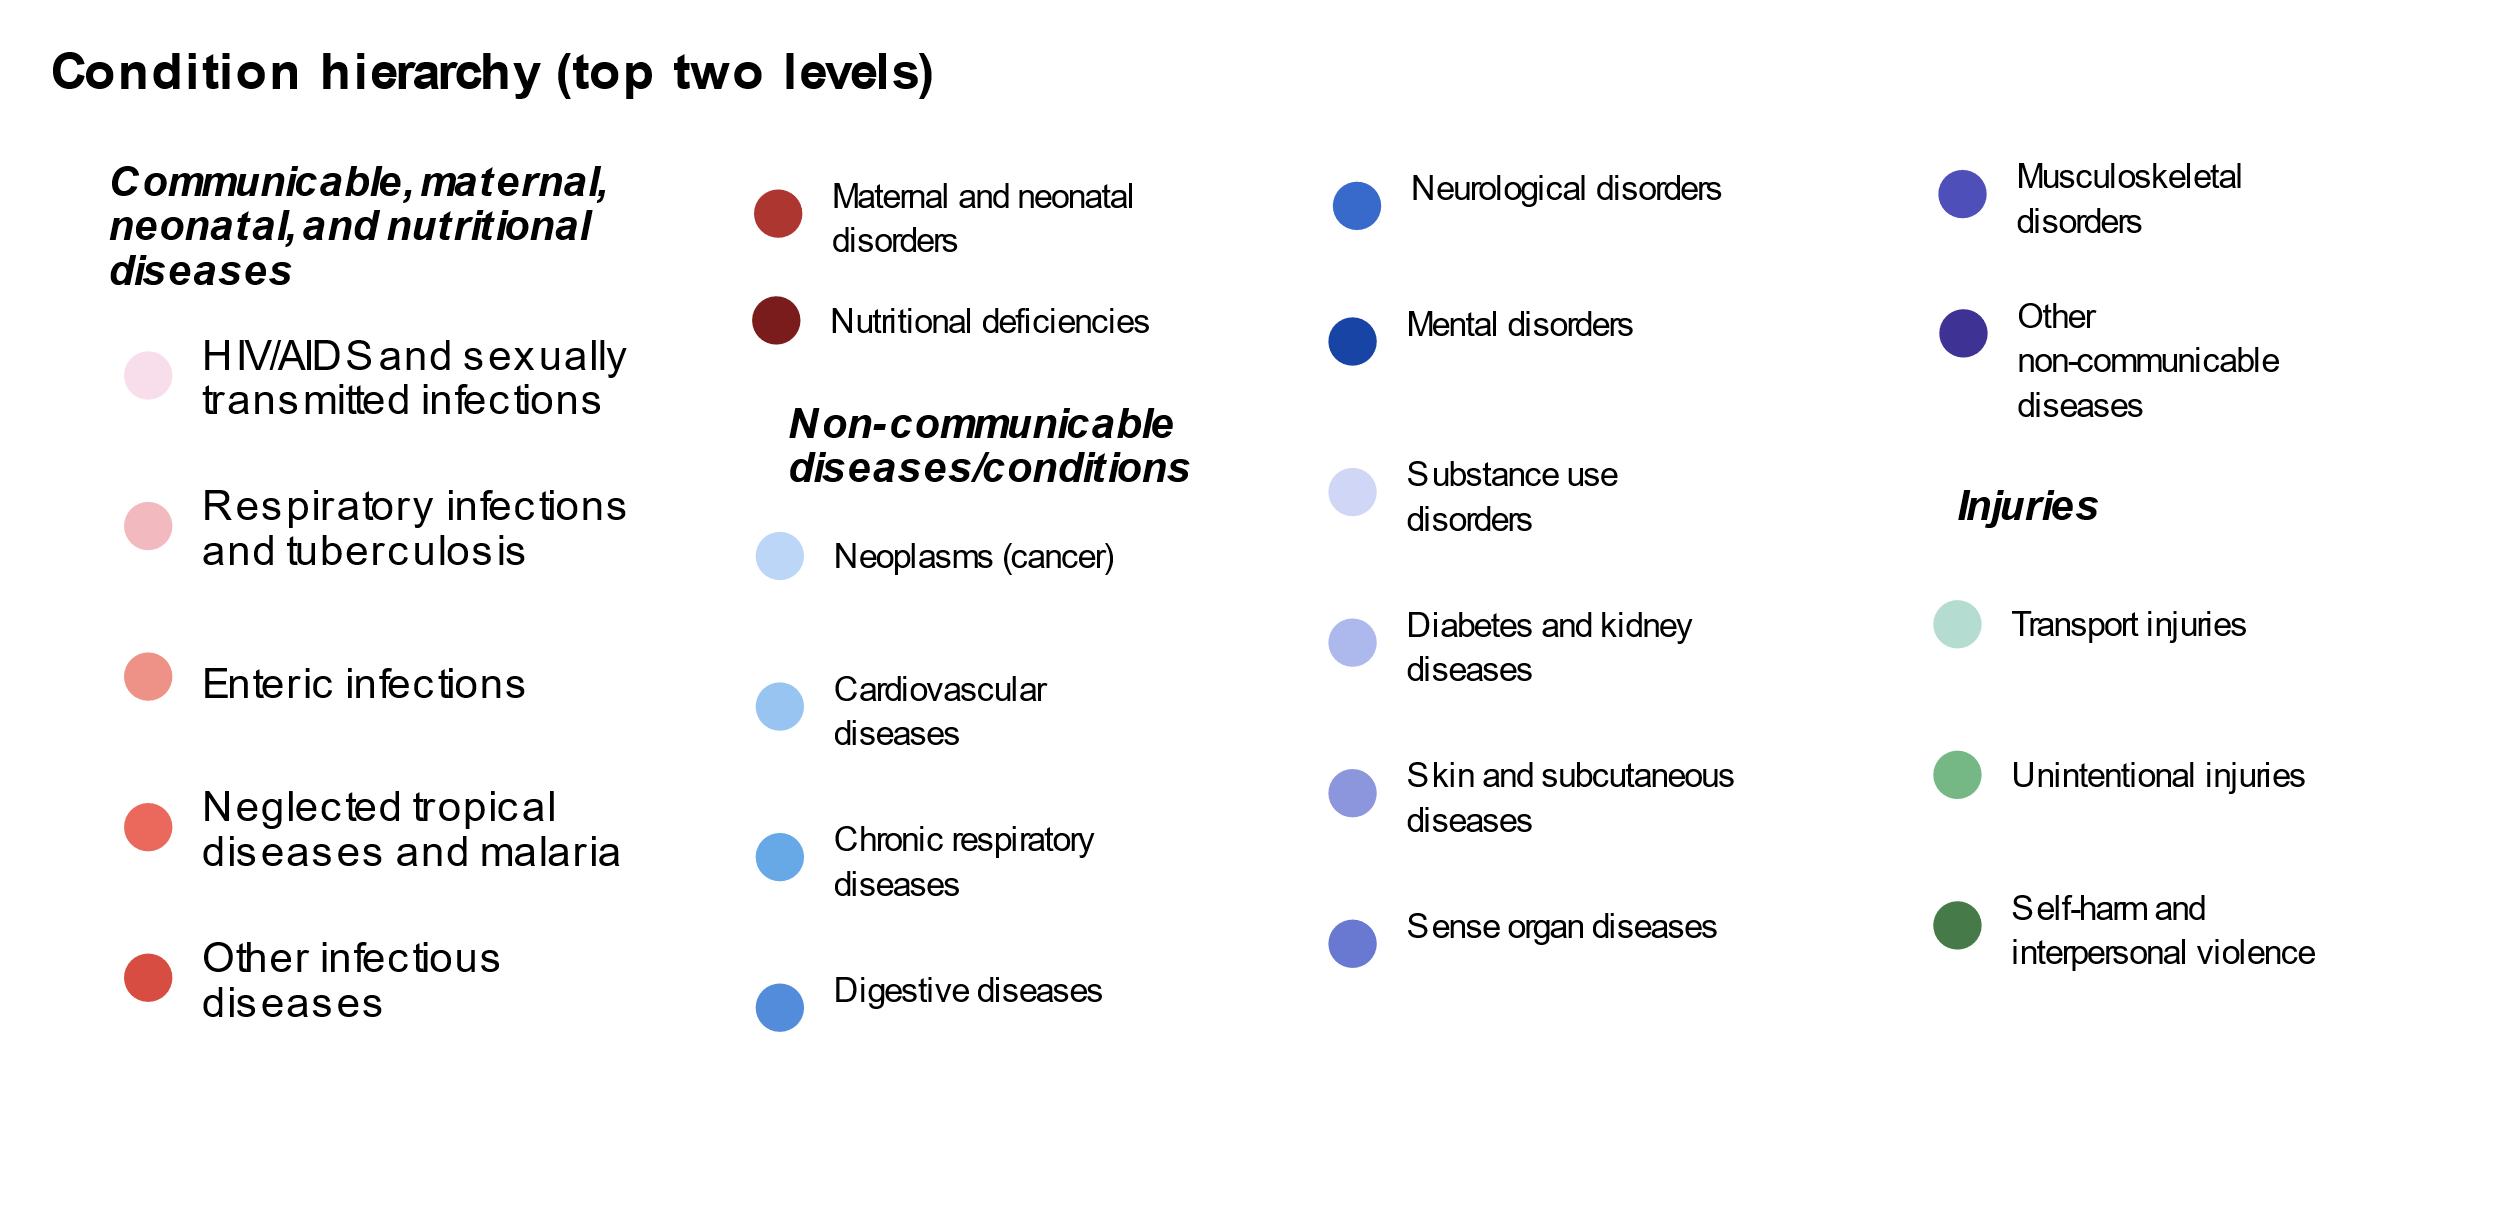 Condition hierarchy (top two levels)
Communicable, maternal,
neonatal, and nutritional
diseases
HIV/AIDS and sexually
transmitted infections
Respiratory infections
and tuberculosis
Enteric infections
Neglected tropical
diseases and malaria
Other infectious
diseases
Maternal and neonatal
disorders
Nutritional deficiencies
Non-communicable
diseases/conditions
Neoplasms (cancer)
Cardiovascular
diseases
Chronic respiratory
diseases
Digestive diseases
Neurological disorders
Mental disorders
Substance use
disorders
Diabetes and kidney
diseases
Skin and subcutaneous
diseases
Sense organ diseases
Musculoskeletal
disorders
Other
non-communicable
diseases
Injuries
Transport injuries
Unintentional injuries
Self-harm and
interpersonal violence